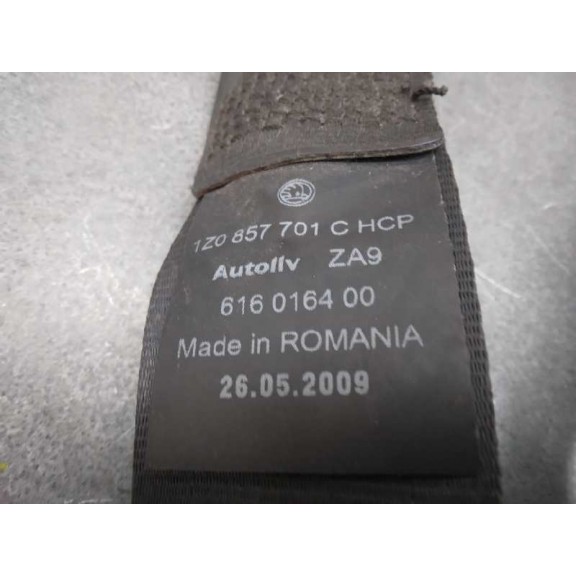 1Z0 857 701 C HCP
Autoliv ZA9
616 0164 00
Made in ROMANIA
26.05.2009